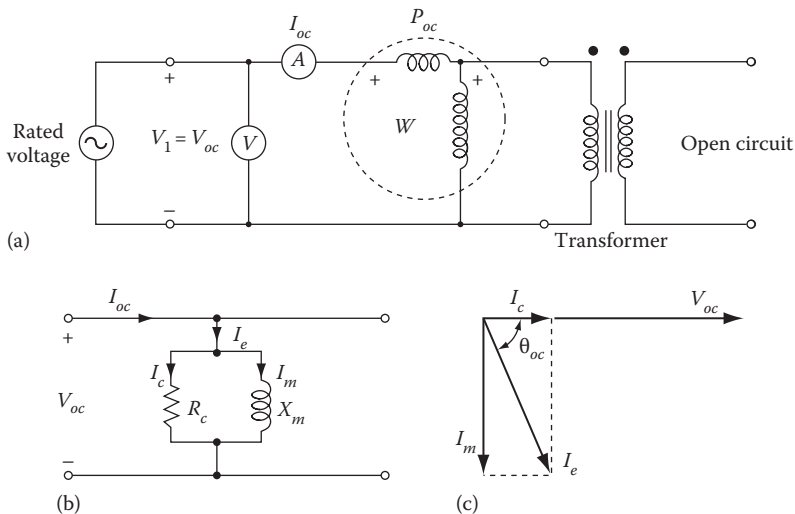 P_oc
I_oc
A
+ + +
Rated
voltage
V_1 = V_oc
V
W
Open circuit
–
(a)
Transformer
I_oc
+
I_e
I_c
I_m
V_oc
R_c
X_m
–
(b)
I_c
V_oc
θ_oc
I_m
I_e
(c)